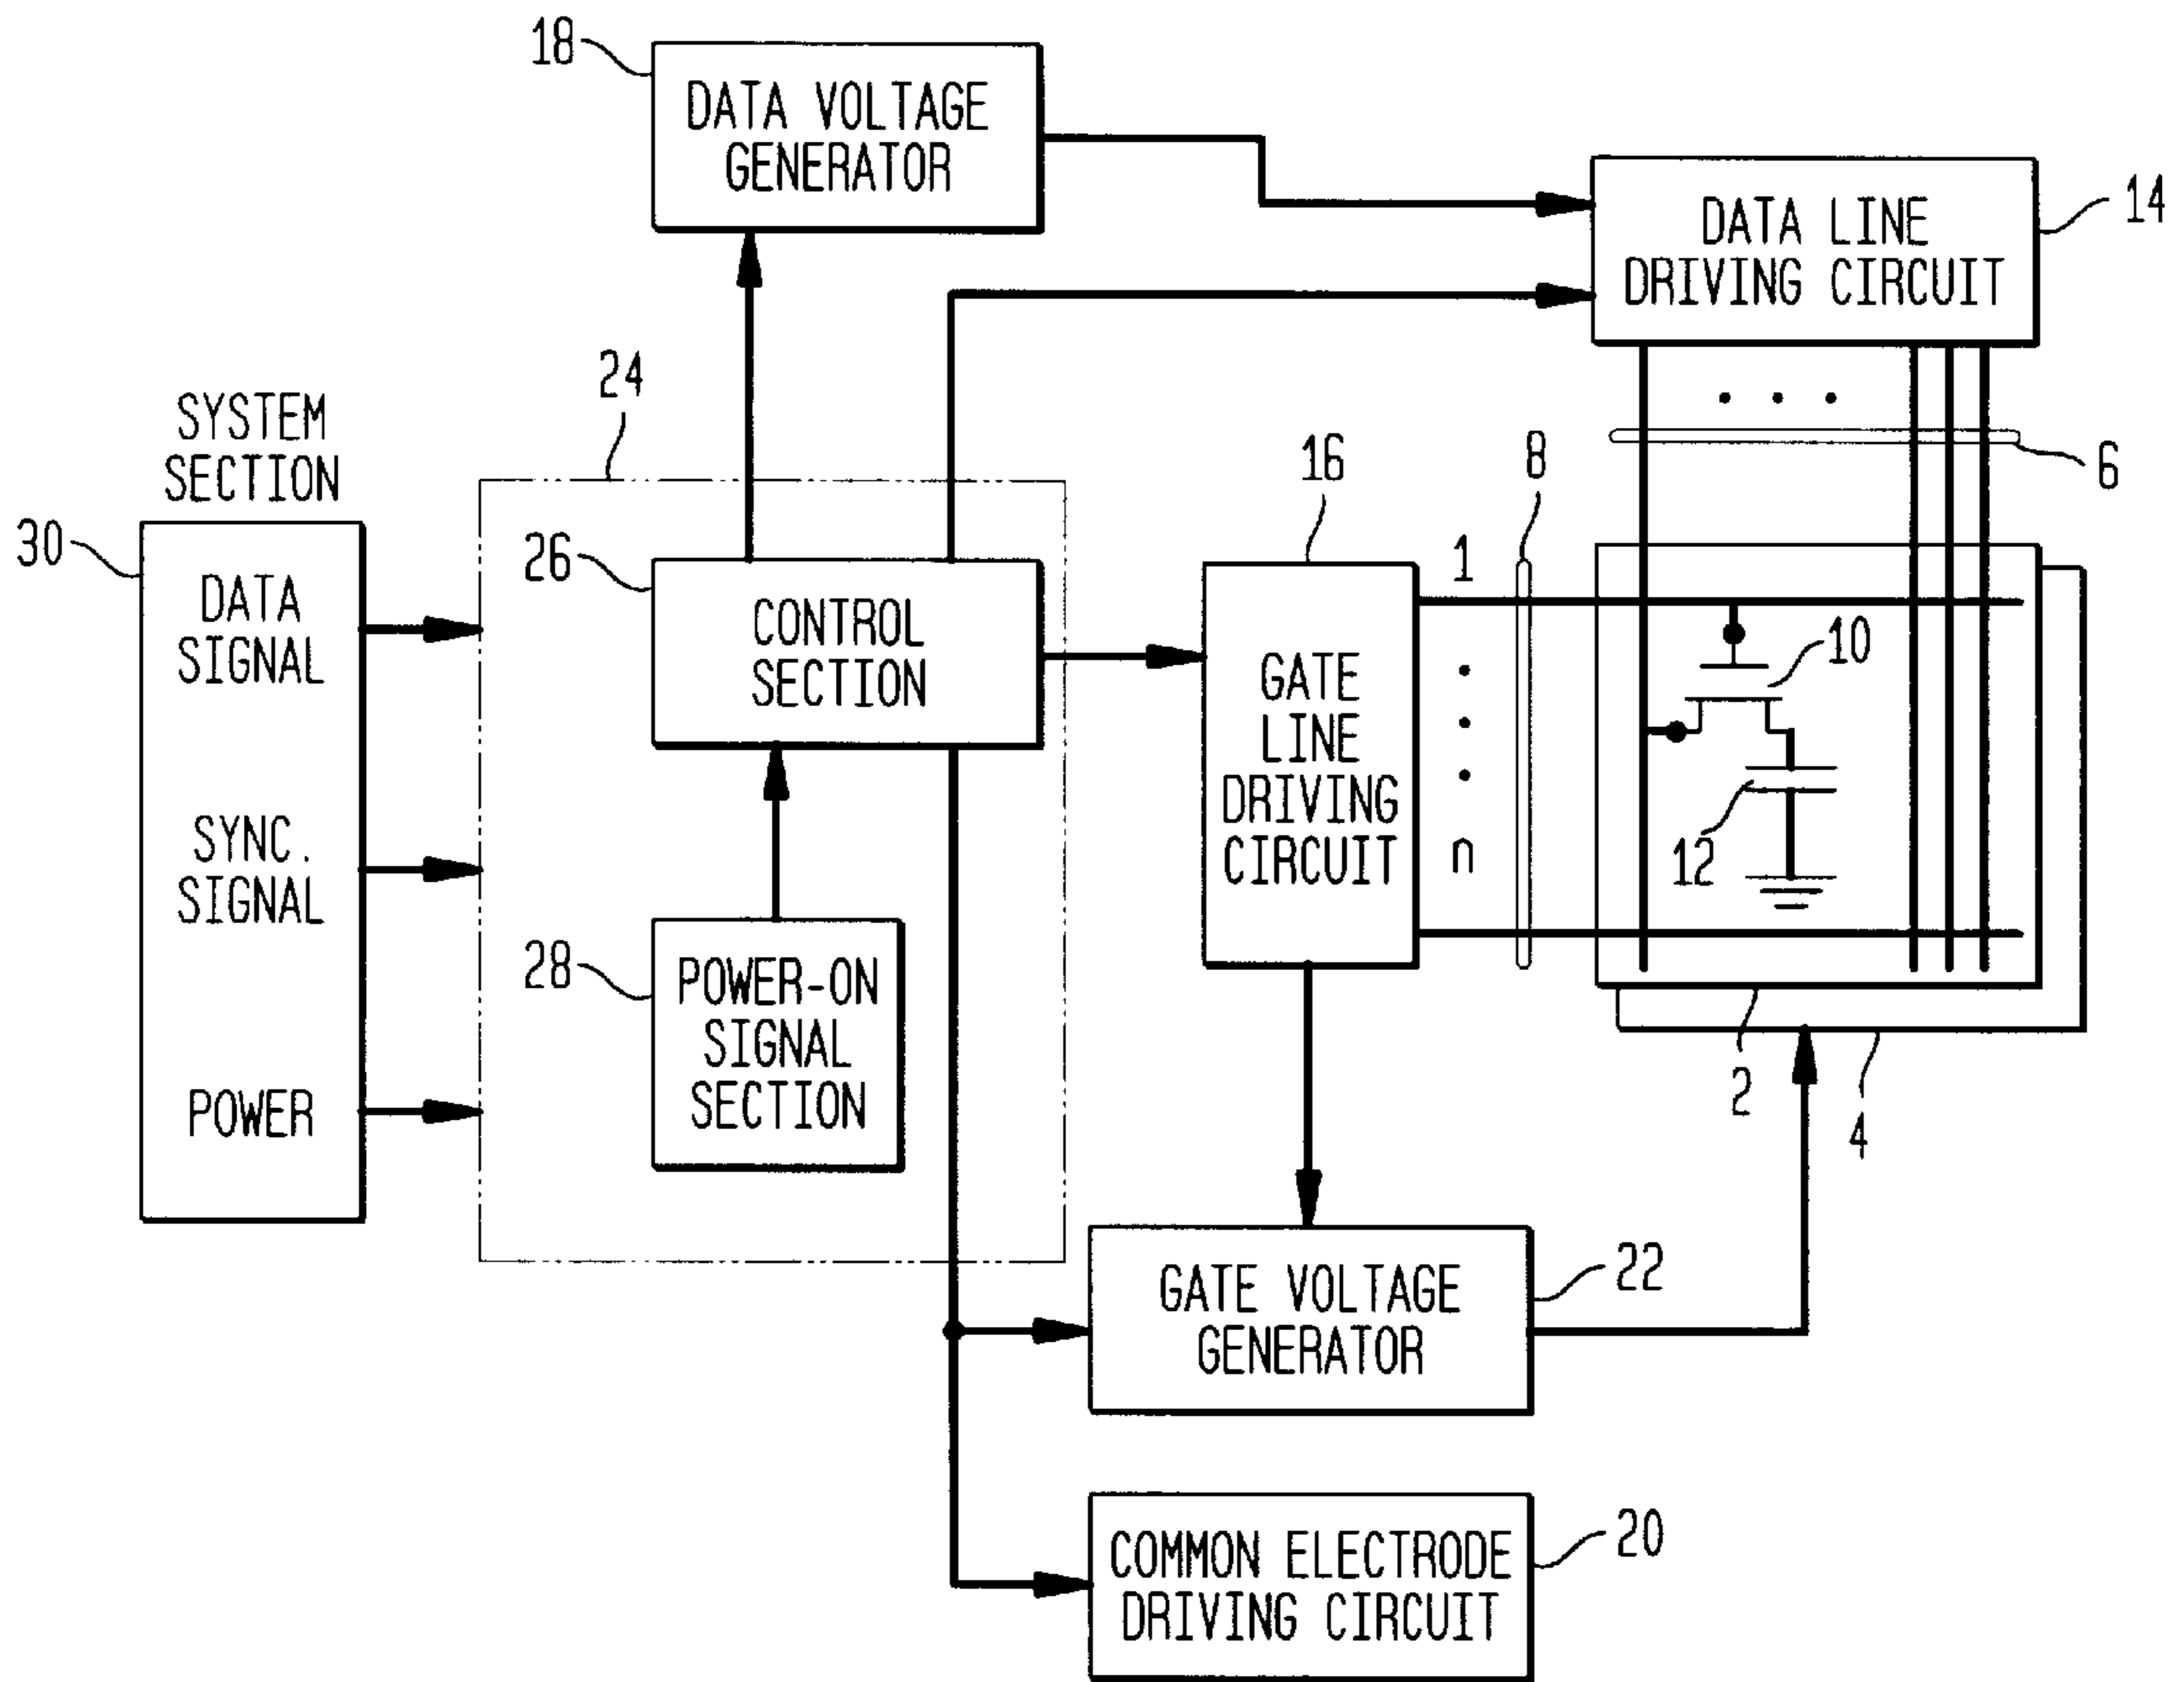 18
DATA VOLTAGE
GENERATOR
DATA LINE
DRIVING CIRCUIT
14
24
SYSTEM
SECTION
6
16
8
30
26
1
DATA
SIGNAL
CONTROL
SECTION
10
GATE
LINE
DRIVING
CIRCUIT
n
12
SYNC.
SIGNAL
28
POWER-ON
SIGNAL
SECTION
POWER
2
4
GATE VOLTAGE
GENERATOR
22
COMMON ELECTRODE
DRIVING CIRCUIT
20